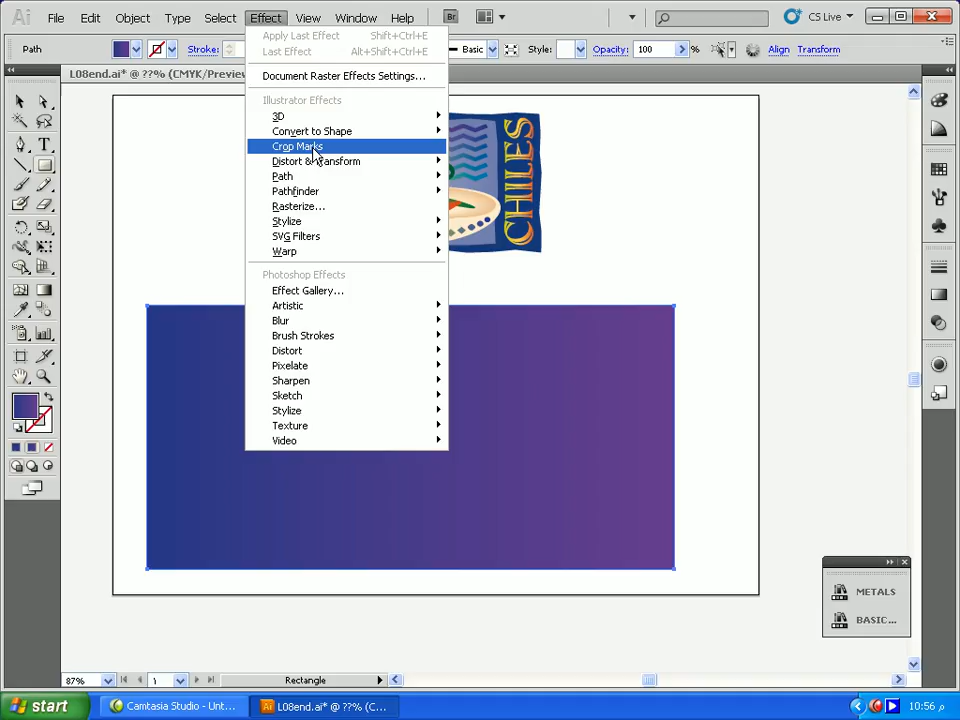 Ai File Edit Object Type Select Effect View Window Help Br CS Live
Path Stroke: Basic Style: Opacity: 100 Align Transform
L08end.ai* @ ??% (CMYK/Preview
Apply Last Effect Shift+Ctrl+E
Last Effect Alt+Shift+Ctrl+E
Document Raster Effects Settings...
Illustrator Effects
3D
Convert to Shape
Crop Marks
Distort & Transform
Path
Pathfinder
Rasterize...
Stylize
SVG Filters
Warp
Photoshop Effects
Effect Gallery...
Artistic
Blur
Brush Strokes
Distort
Pixelate
Sharpen
Sketch
Stylize
Texture
Video
CHILES
METALS
BASIC...
87% ١ Rectangle
start Camtasia Studio - Unt... L08end.ai* @ ??% (C... 10:56 م